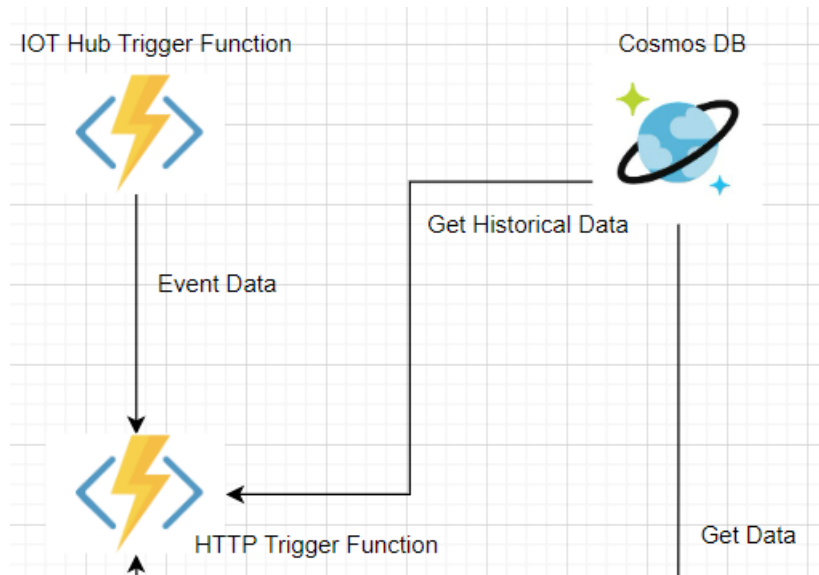 IOT Hub Trigger Function
Cosmos DB
Get Historical Data
Event Data
HTTP Trigger Function
Get Data